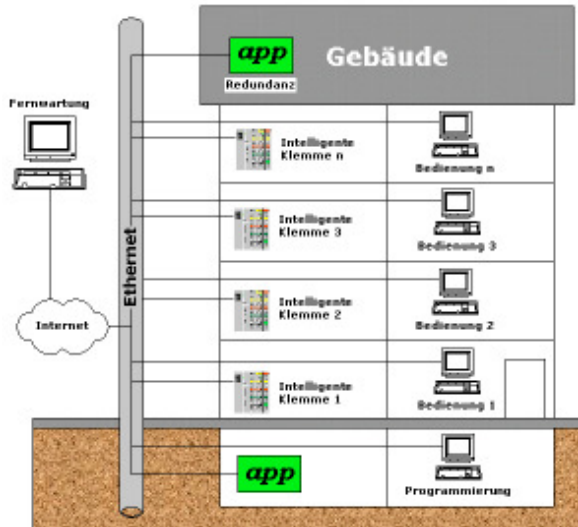 app
Gebäude
Redundanz
Fernwartung
Intelligente
Klemme n
Bedienung n
Intelligente
Klemme 3
Bedienung 3
Ethernet
Intelligente
Klemme 2
Bedienung 2
Internet
Intelligente
Klemme 1
Bedienung 1
app
Programmierung